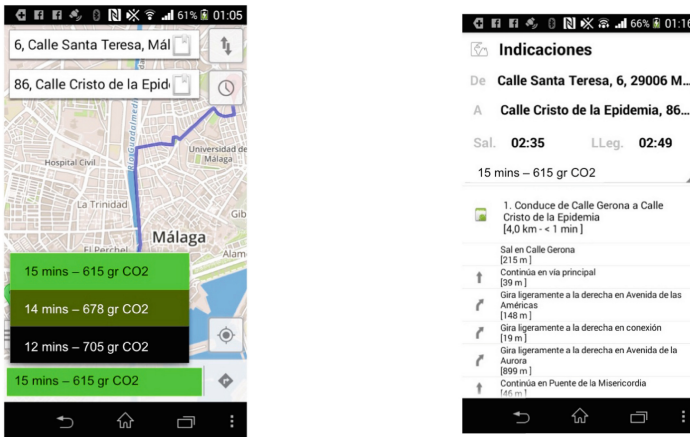 61% 01:05
6, Calle Santa Teresa, Mál
86, Calle Cristo de la Epid
Río Guadalmedina
Universidad de
Málaga
Hospital Civil
La Trinidad
Gib
Málaga
El Perchel
Alam
15 mins – 615 gr CO2
14 mins – 678 gr CO2
12 mins – 705 gr CO2
15 mins – 615 gr CO2
66% 01:16
Indicaciones
De Calle Santa Teresa, 6, 29006 M...
A Calle Cristo de la Epidemia, 86...
Sal. 02:35 LLeg. 02:49
15 mins – 615 gr CO2
1. Conduce de Calle Gerona a Calle
Cristo de la Epidemia
[4,0 km - < 1 min ]
Sal en Calle Gerona
[215 m ]
Continúa en vía principal
[39 m ]
Gira ligeramente a la derecha en Avenida de las
Américas
[148 m ]
Gira ligeramente a la derecha en conexión
[19 m ]
Gira ligeramente a la derecha en Avenida de la
Aurora
[899 m ]
Continúa en Puente de la Misericordia
[46 m ]